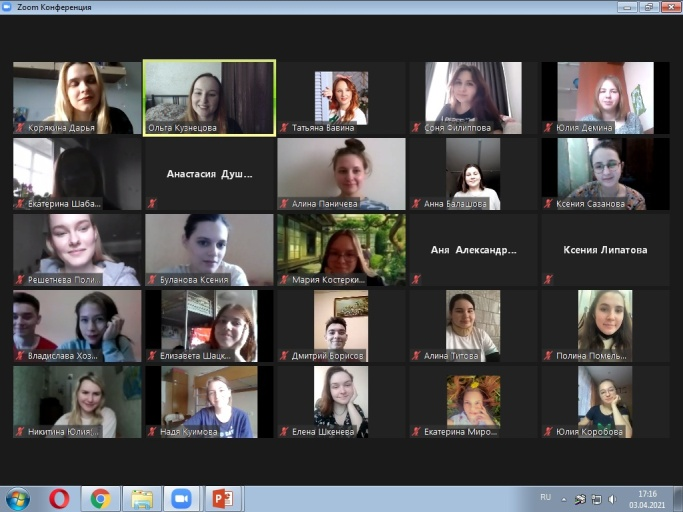 Zoom Конференция
Корякина Дарья
Ольга Кузнецова
Татьяна Вавина
Соня Филиппова
Юлия Демина
Екатерина Шаба...
Анастасия Душ...
Алина Паничева
Анна Балашова
Ксения Сазанова
Решетнева Поли...
Буланова Ксения
Мария Костерки...
Аня Александр...
Ксения Липатова
Владислава Хоз...
Елизавета Шацк...
Дмитрий Борисов
Алина Титова
Полина Помель...
Никитина Юлия...
Надя Куимова
Елена Шкенева
Екатерина Миро...
Юлия Коробова
RU
17:16
03.04.2021